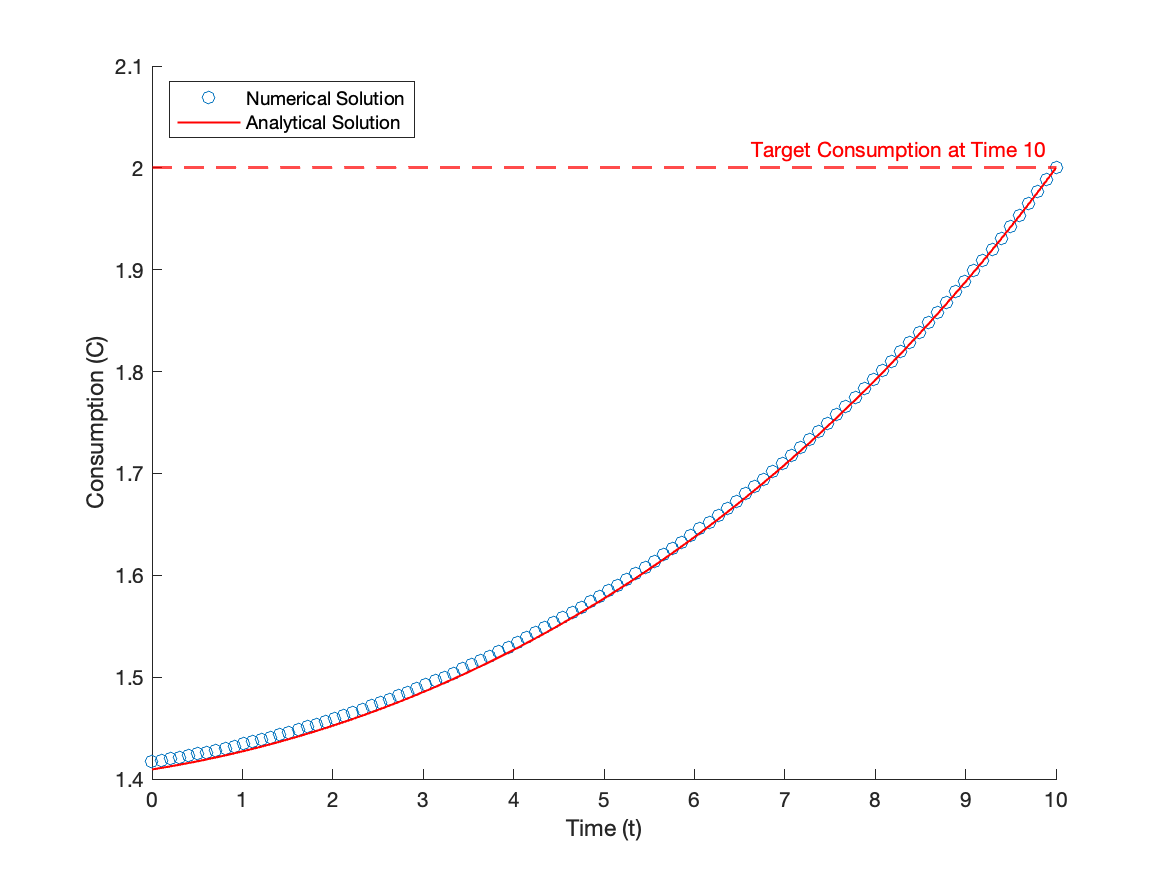 2.1
Numerical Solution
Analytical Solution
Target Consumption at Time 10
2
1.9
1.8
1.7
1.6
1.5
1.4
Consumption (C)
0 1 2 3 4 5 6 7 8 9 10
Time (t)